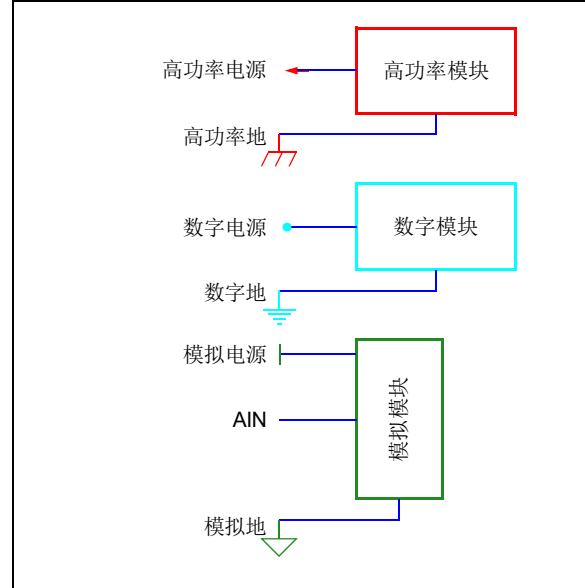 高功率电源
高功率模块
高功率地
数字电源
数字模块
数字地
模拟电源
AIN
模拟模块
模拟地